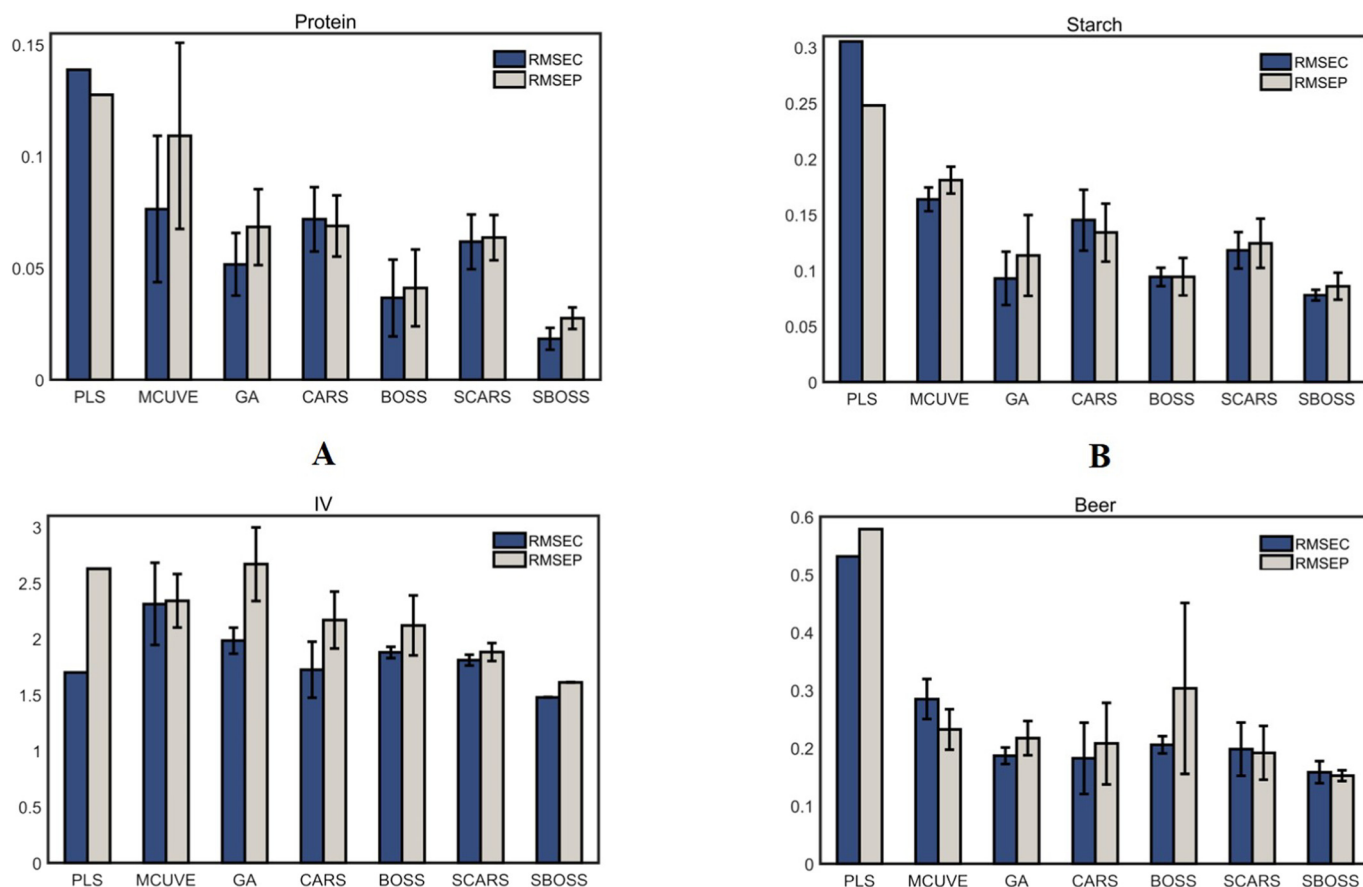 Protein
0.15
0.1
0.05
0
RMSEC
RMSEP
PLS MCUVE GA CARS BOSS SCARS SBOSS
A
Starch
0.3
0.25
0.2
0.15
0.1
0.05
0
RMSEC
RMSEP
PLS MCUVE GA CARS BOSS SCARS SBOSS
B
IV
3
2.5
2
1.5
1
0.5
0
RMSEC
RMSEP
PLS MCUVE GA CARS BOSS SCARS SBOSS
Beer
0.6
0.5
0.4
0.3
0.2
0.1
0
RMSEC
RMSEP
PLS MCUVE GA CARS BOSS SCARS SBOSS